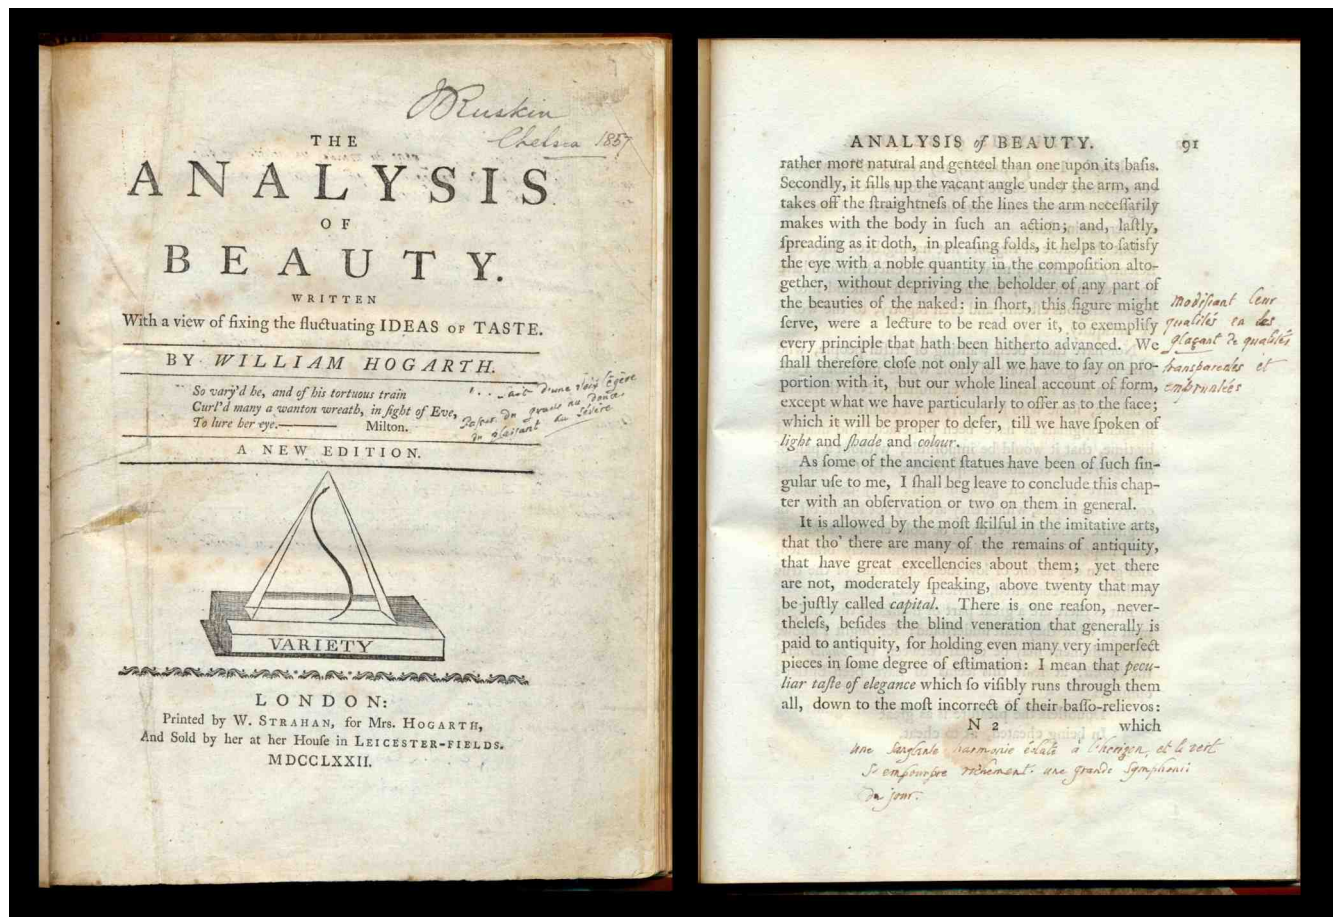 JRuskin
Chelsea 1857
THE
ANALYSIS
OF
BEAUTY.
WRITTEN
With a view of fixing the fluctuating IDEAS OF TASTE.
BY WILLIAM HOGARTH.
So vary'd he, and of his tortuous train
Curl'd many a wanton wreath, in sight of Eve,
To lure her eye.—— Milton.
'... sait d'une voix légère
Passer du grave au doux
du plaisant au sévère
A NEW EDITION.
VARIETY
LONDON:
Printed by W. STRAHAN, for Mrs. HOGARTH,
And Sold by her at her House in LEICESTER-FIELDS.
MDCCLXXII.
ANALYSIS of BEAUTY. 91
rather more natural and genteel than one upon its baſis.
Secondly, it fills up the vacant angle under the arm, and
takes off the ſtraightneſs of the lines the arm neceſſarily
makes with the body in ſuch an action; and, laſtly,
ſpreading as it doth, in pleaſing folds, it helps to ſatisfy
the eye with a noble quantity in the compoſition alto-
gether, without depriving the beholder of any part of
the beauties of the naked: in ſhort, this figure might
ſerve, were a lecture to be read over it, to exemplify
every principle that hath been hitherto advanced. We
ſhall therefore cloſe not only all we have to ſay on pro-
portion with it, but our whole lineal account of form,
except what we have particularly to offer as to the face;
which it will be proper to defer, till we have ſpoken of
light and ſhade and colour.
As ſome of the ancient ſtatues have been of ſuch ſin-
gular uſe to me, I ſhall beg leave to conclude this chap-
ter with an obſervation or two on them in general.
It is allowed by the moſt ſkilful in the imitative arts,
that tho' there are many of the remains of antiquity,
that have great excellencies about them; yet there
are not, moderately ſpeaking, above twenty that may
be juſtly called capital. There is one reaſon, never-
theleſs, beſides the blind veneration that generally is
paid to antiquity, for holding even many very imperfect
pieces in ſome degree of eſtimation: I mean that pecu-
liar taſte of elegance which ſo viſibly runs through them
all, down to the moſt incorrect of their baſſo-relievos:
N 2 which
modifiant leur
qualités en les
glaçant de qualités
transparentes et
une sanglante harmonie éclate à l'horizon et le vert
s'empourpre richement. une grande symphonie
du jour.